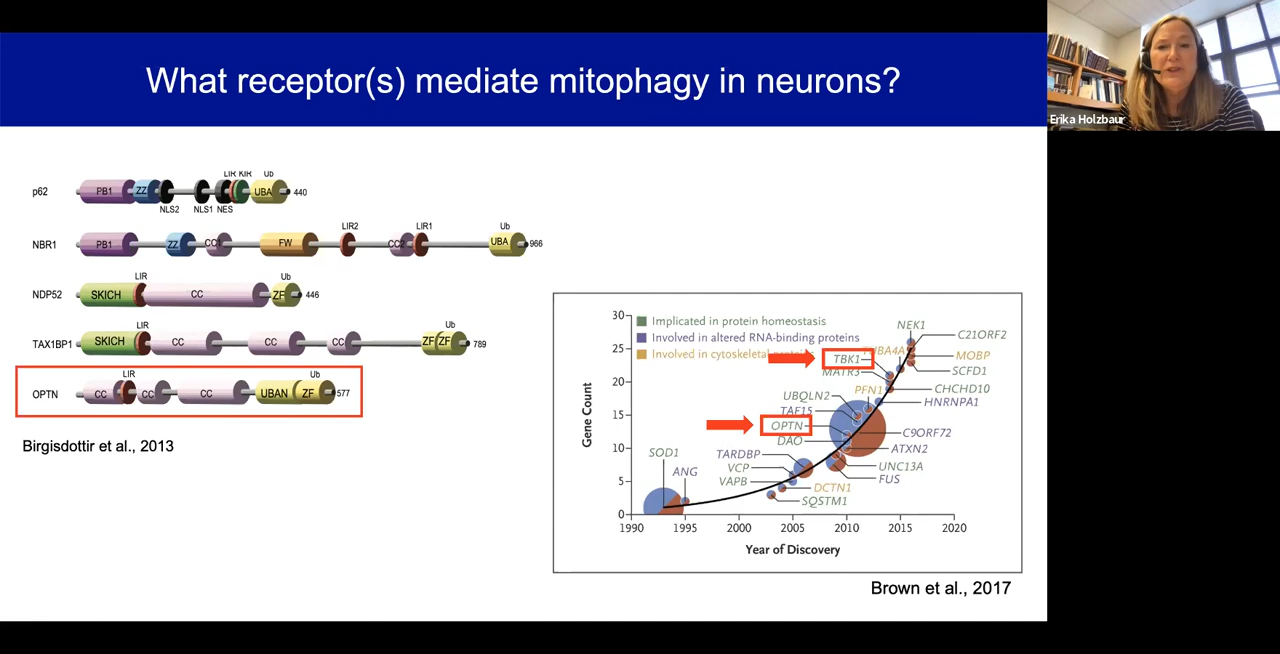 What receptor(s) mediate mitophagy in neurons?
Erika Holzbaur
LIR KIR Ub
p62 PB1 ZZ UBA 440
NLS2 NLS1 NES
LIR2 LIR1 Ub
NBR1 PB1 ZZ CC1 FW CC2 UBA 966
LIR Ub
NDP52 SKICH CC ZF 446
LIR Ub
TAX1BP1 SKICH CC CC CC ZF ZF 789
LIR Ub
OPTN CC CC CC UBAN ZF 577
Birgisdottir et al., 2013
Gene Count
30
25
20
15
10
5
0
Implicated in protein homeostasis
Involved in altered RNA-binding proteins
Involved in cytoskeletal
NEK1
C21ORF2
TUBA4A
TBK1
MOBP
MATR3
SCFD1
PFN1
CHCHD10
UBQLN2
HNRNPA1
TAF15
OPTN
C9ORF72
DAO
ATXN2
SOD1
TARDBP
ANG
VCP
UNC13A
VAPB
FUS
DCTN1
SQSTM1
1990 1995 2000 2005 2010 2015 2020
Year of Discovery
Brown et al., 2017